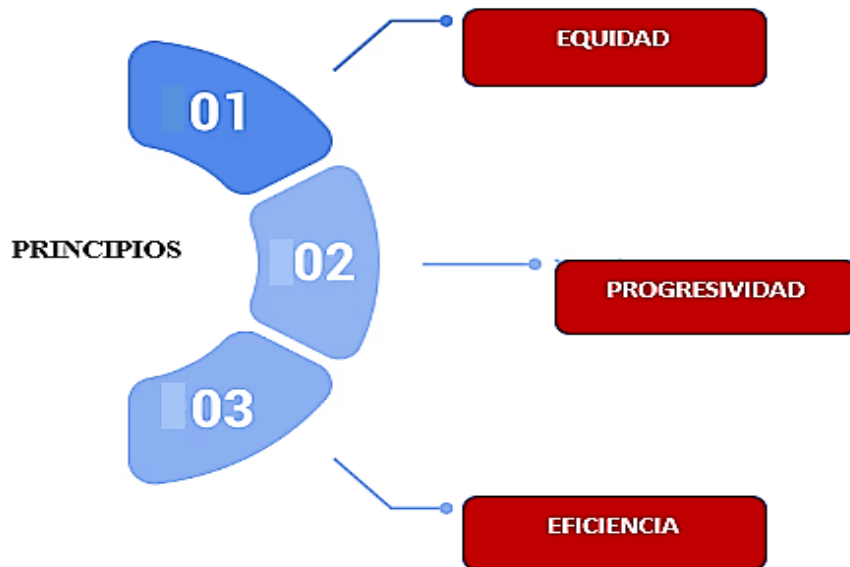 01
EQUIDAD
PRINCIPIOS
02
PROGRESIVIDAD
03
EFICIENCIA